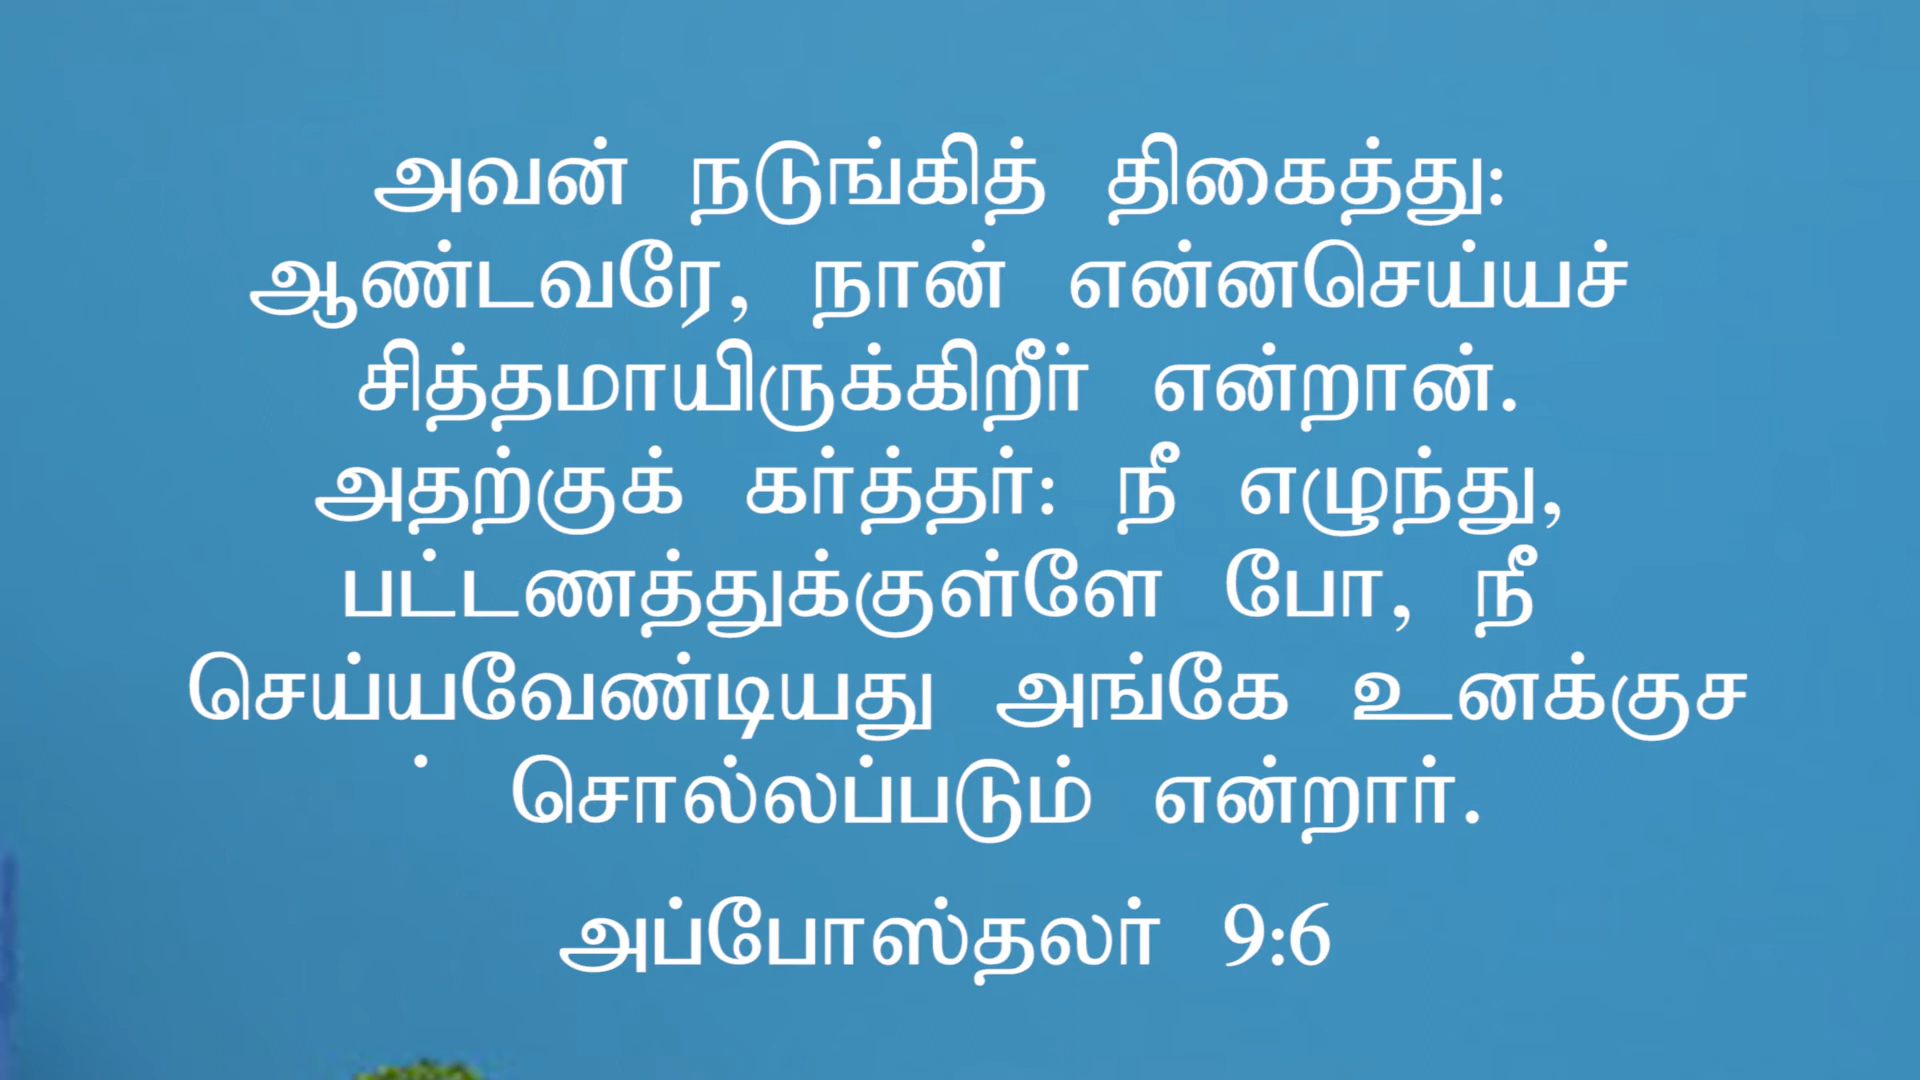 அவன் நடுங்கித் திகைத்து:
ஆண்டவரே, நான் என்னசெய்யச்
சித்தமாயிருக்கிறீர் என்றான்.
அதற்குக் கர்த்தர்: நீ எழுந்து,
பட்டணத்துக்குள்ளே போ, நீ
செய்யவேண்டியது அங்கே உனக்குச
் சொல்லப்படும் என்றார்.
அப்போஸ்தலர் 9:6